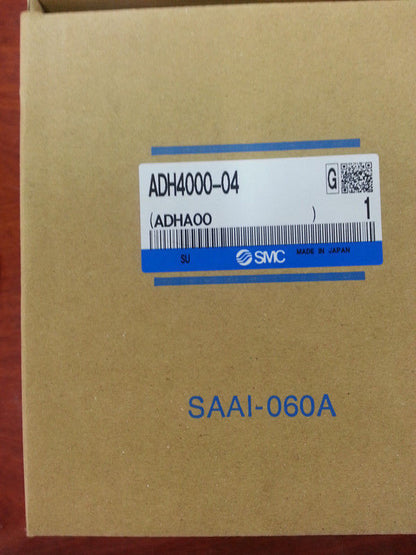 ADH4000-04 G
(ADHA00 ) 1
SU SMC MADE IN JAPAN
SAAI-060A